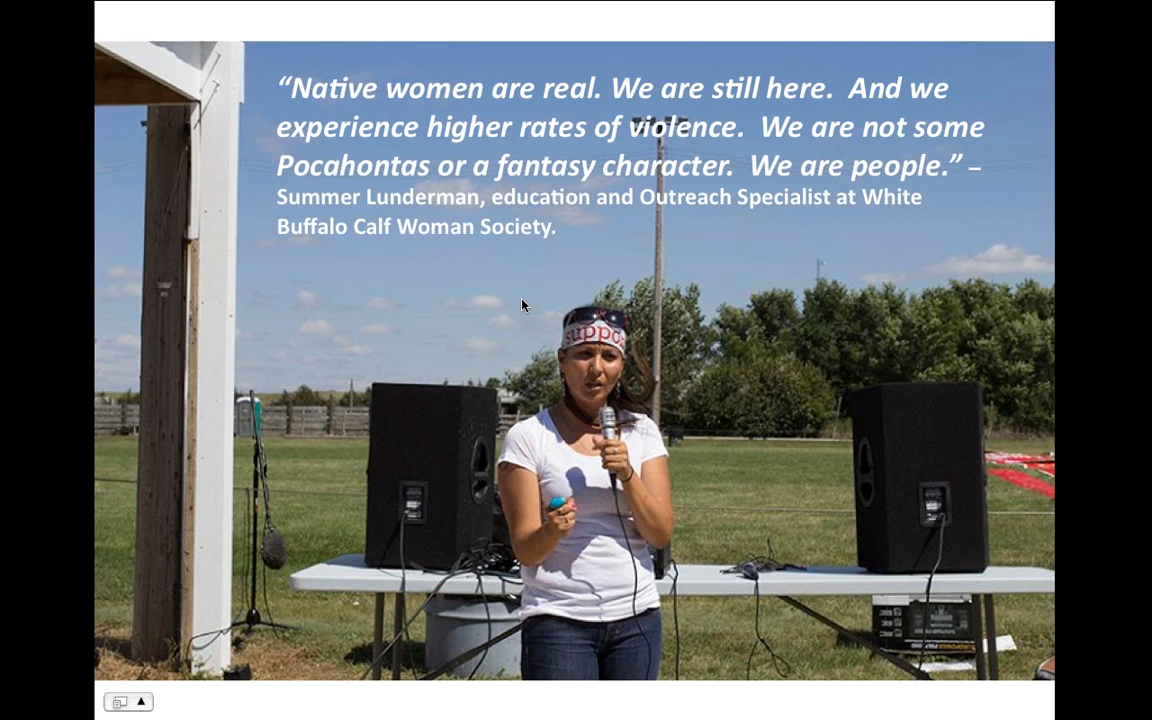 “Native women are real. We are still here.  And we
experience higher rates of violence.  We are not some
Pocahontas or a fantasy character.  We are people.” –
Summer Lunderman, education and Outreach Specialist at White
Buffalo Calf Woman Society.
suppo